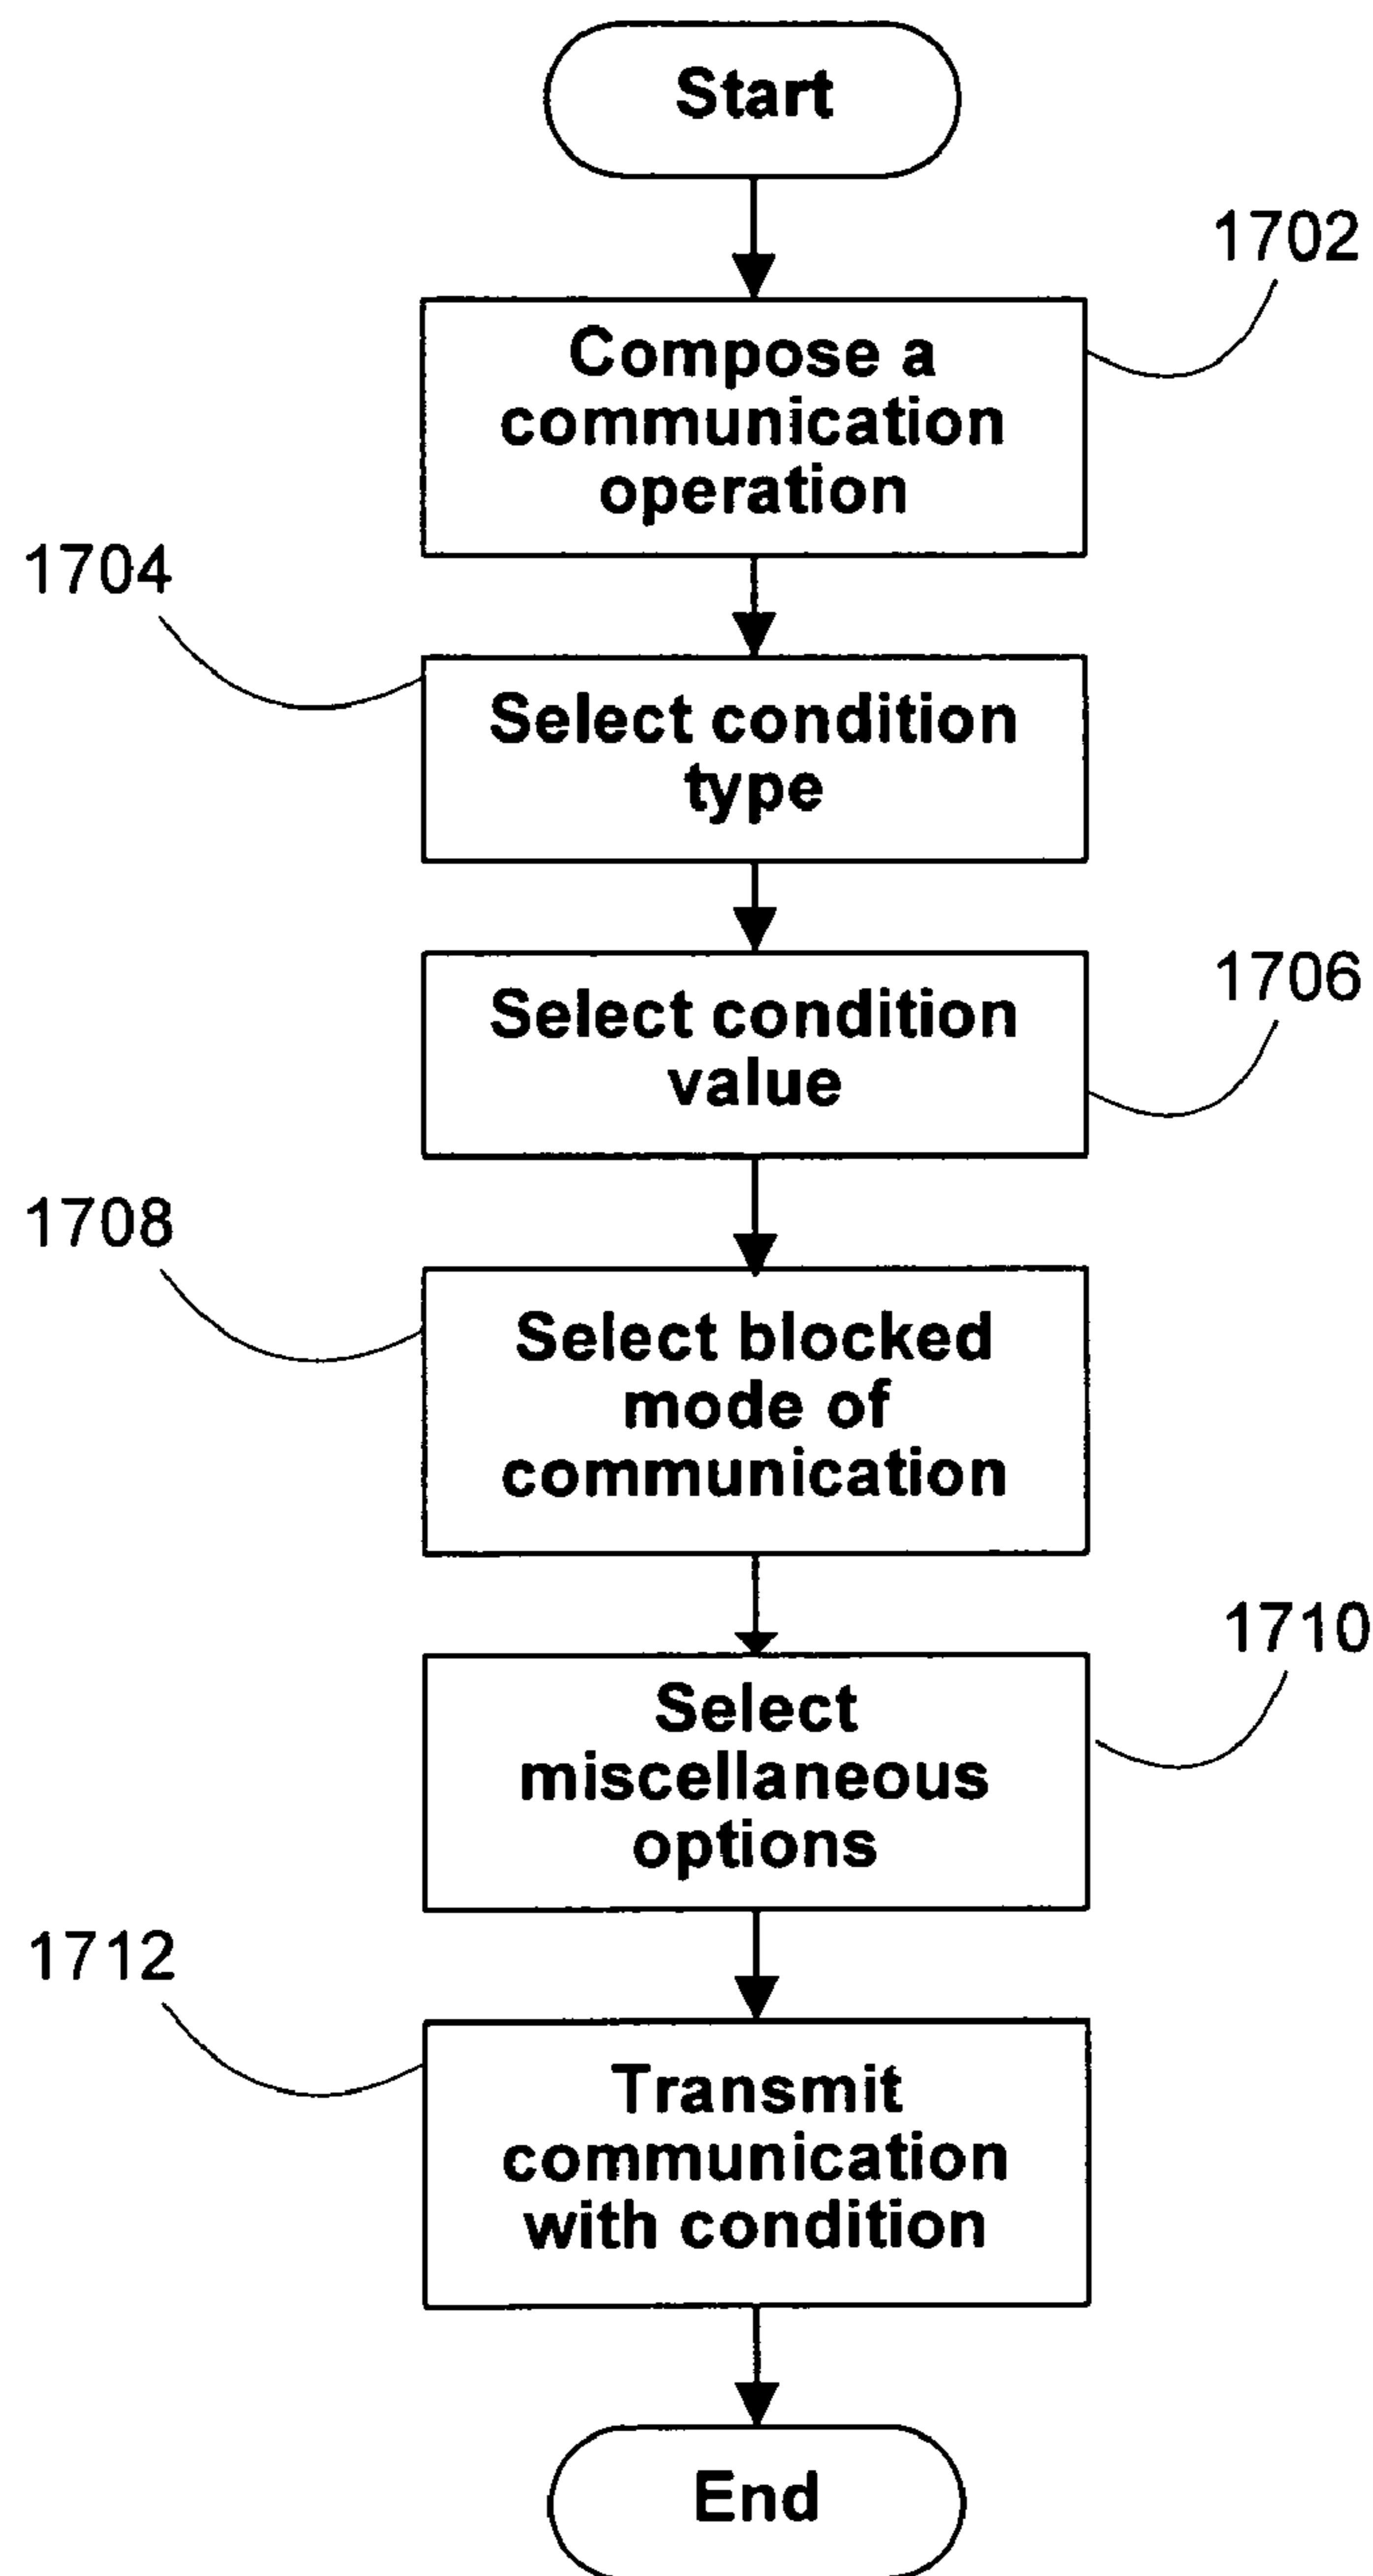 Start
1702
Compose a
communication
operation
1704
Select condition
type
1706
Select condition
value
1708
Select blocked
mode of
communication
1710
Select
miscellaneous
options
1712
Transmit
communication
with condition
End